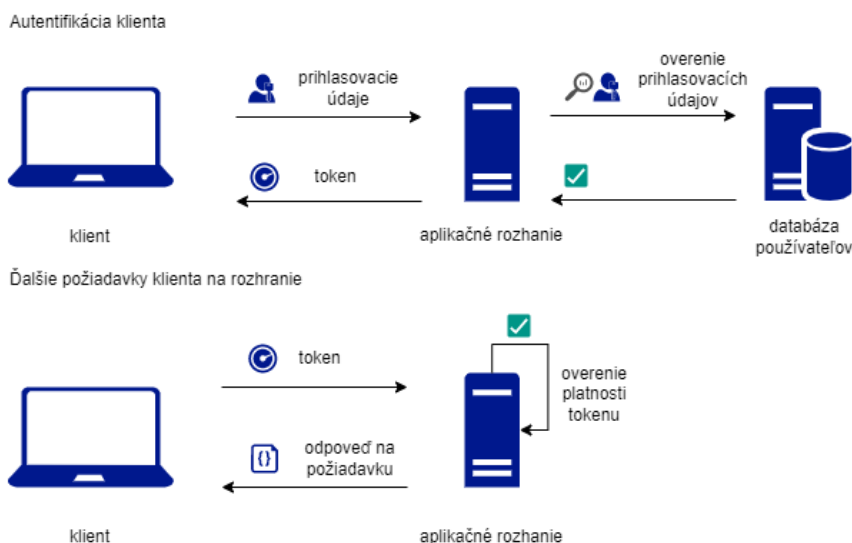 Autentifikácia klienta
prihlasovacie
údaje
overenie
prihlasovacích
údajov
token
klient
aplikačné rozhanie
databáza
používateľov
Ďalšie požiadavky klienta na rozhranie
token
overenie
platnosti
tokenu
odpoveď na
požiadavku
klient
aplikačné rozhanie